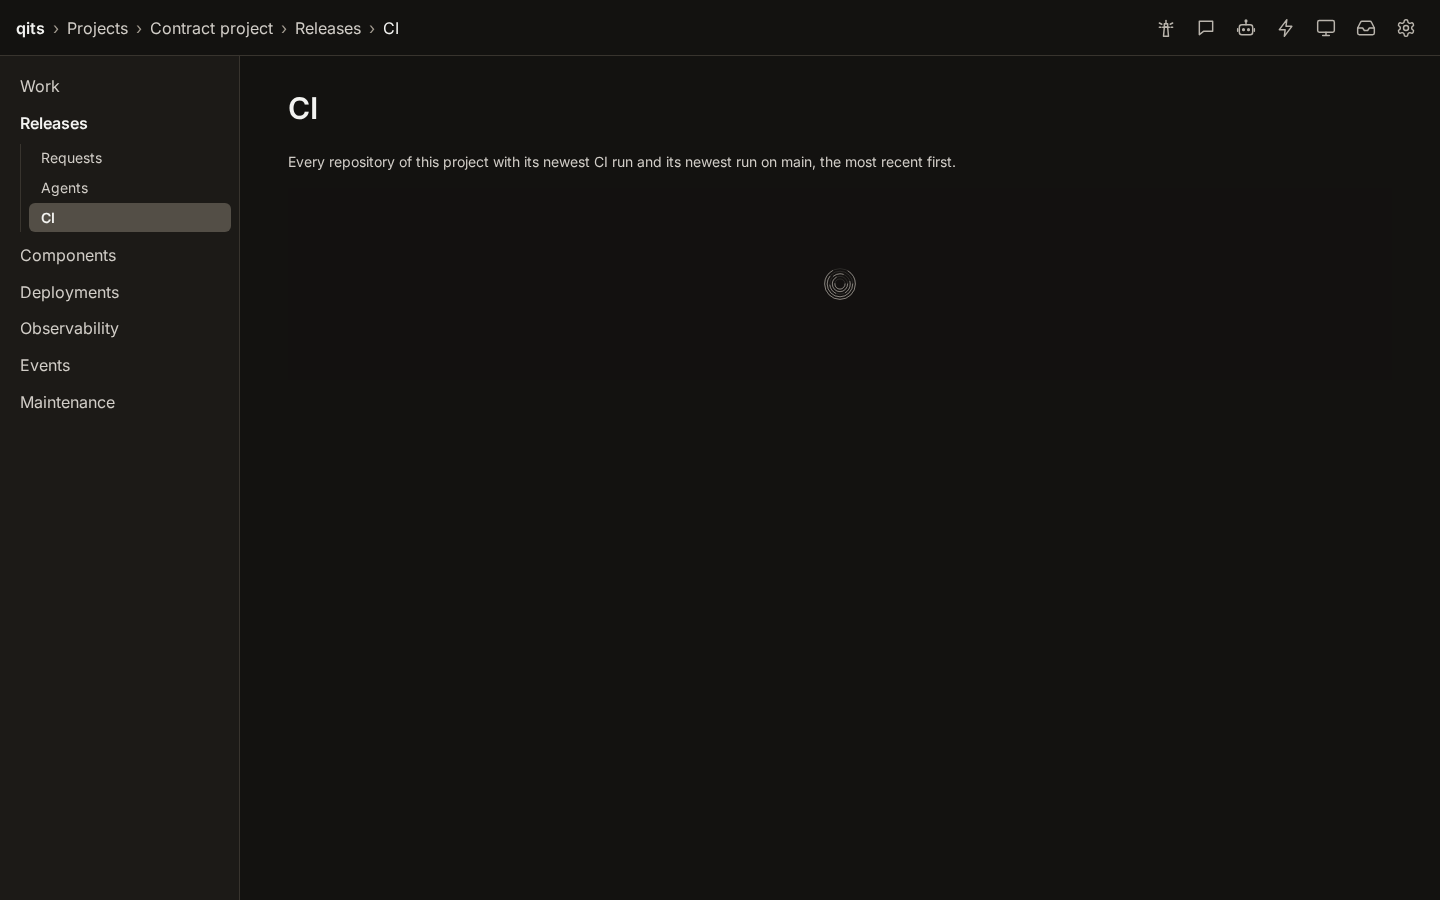 qits › Projects › Contract project › Releases › CI
Work
Releases
Requests
Agents
CI
Components
Deployments
Observability
Events
Maintenance
CI
Every repository of this project with its newest CI run and its newest run on main, the most recent first.